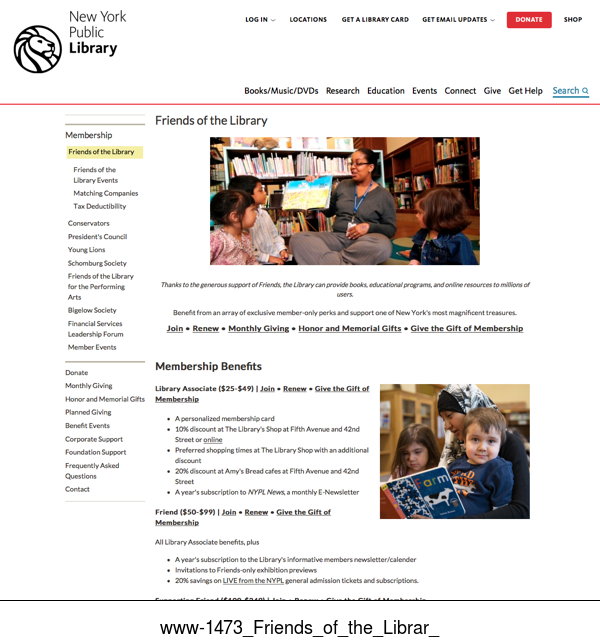 New York
Public
Library
LOG IN
LOCATIONS
GET A LIBRARY CARD
GET EMAIL UPDATES
DONATE
SHOP
Books/Music/DVDs
Research
Education
Events
Connect
Give
Get Help
Search
Membership
Friends of the Library
Friends of the
Library Events
Matching Companies
Tax Deductibility
Conservators
President's Council
Young Lions
Schomburg Society
Friends of the Library
for the Performing
Arts
Bigelow Society
Financial Services
Leadership Forum
Member Events
Donate
Monthly Giving
Honor and Memorial Gifts
Planned Giving
Benefit Events
Corporate Support
Foundation Support
Frequently Asked
Questions
Contact
Friends of the Library
Thanks to the generous support of Friends, the Library can provide books, educational programs, and online resources to millions of
users.
Benefit from an array of exclusive member-only perks and support one of New York's most magnificent treasures.
Join • Renew • Monthly Giving • Honor and Memorial Gifts • Give the Gift of Membership
Membership Benefits
Library Associate ($25-$49) | Join • Renew • Give the Gift of
Membership
• A personalized membership card
• 10% discount at The Library's Shop at Fifth Avenue and 42nd
Street or online
• Preferred shopping times at The Library Shop with an additional
discount
• 20% discount at Amy's Bread cafes at Fifth Avenue and 42nd
Street
• A year's subscription to NYPL News, a monthly E-Newsletter
Farm
Friend ($50-$99) | Join • Renew • Give the Gift of
Membership
All Library Associate benefits, plus
• A year's subscription to the Library's informative members newsletter/calender
• Invitations to Friends-only exhibition previews
• 20% savings on LIVE from the NYPL general admission tickets and subscriptions.
www-1473_Friends_of_the_Librar_